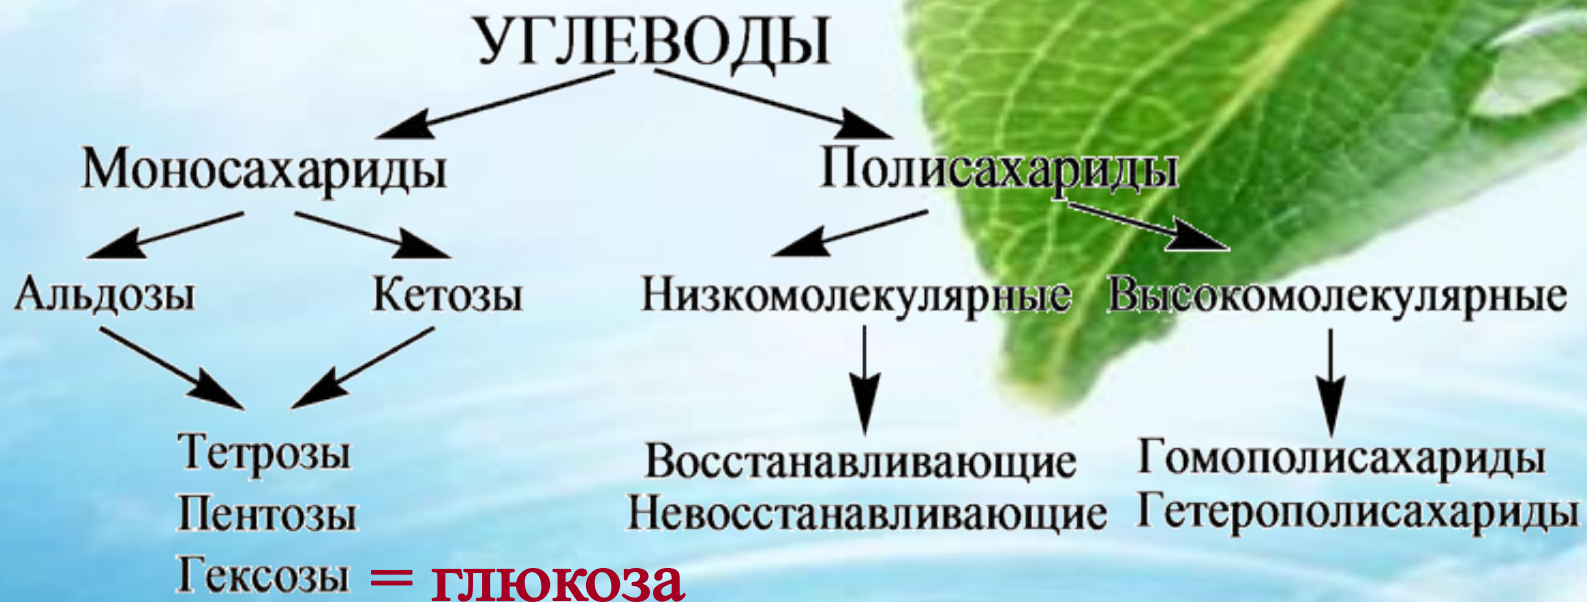 УГЛЕВОДЫ
Моносахариды Полисахариды
Альдозы Кетозы Низкомолекулярные Высокомолекулярные
Тетрозы
Пентозы
Гексозы = глюкоза
Восстанавливающие
Невосстанавливающие
Гомополисахариды
Гетерополисахариды